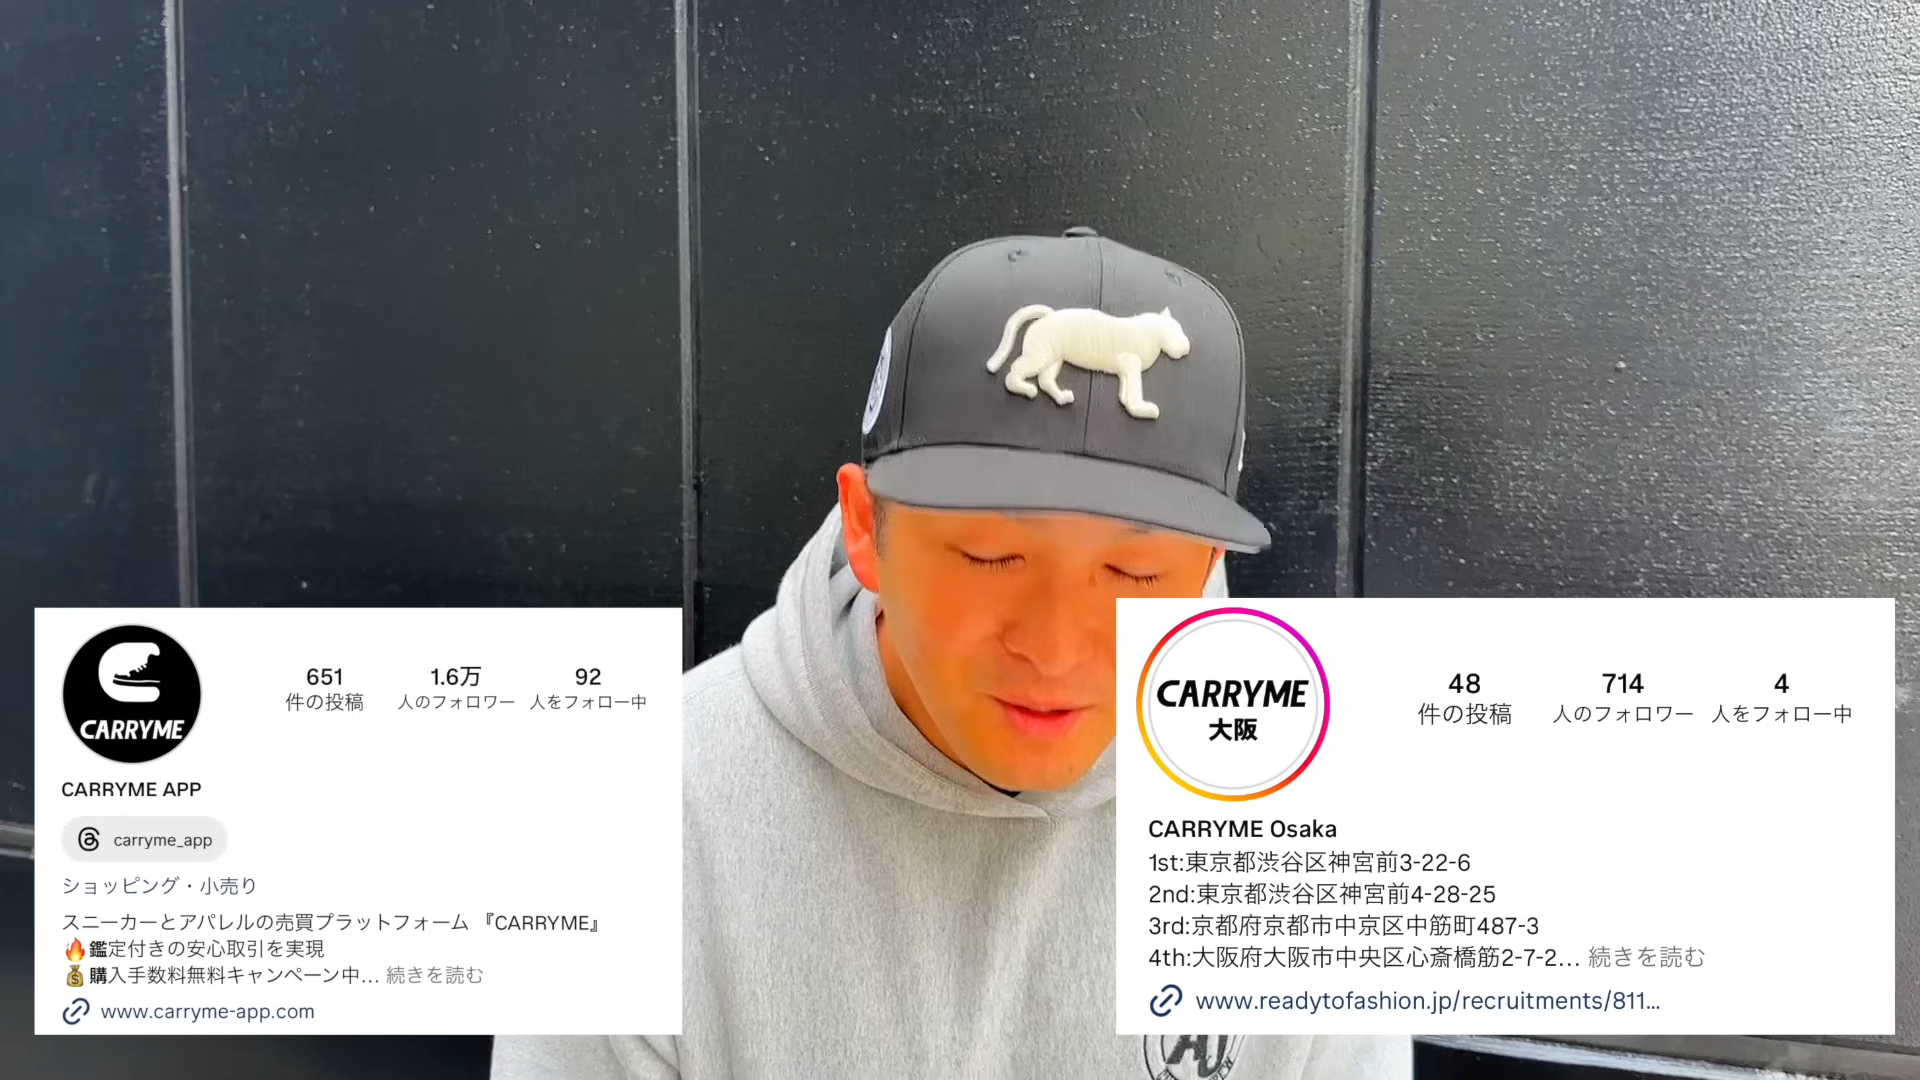 CARRYME
651
件の投稿
1.6万
人のフォロワー
92
人をフォロー中
CARRYME APP
carryme_app
ショッピング・小売り
スニーカーとアパレルの売買プラットフォーム『CARRYME』
🔥鑑定付きの安心取引を実現
💰購入手数料無料キャンペーン中... 続きを読む
www.carryme-app.com
CARRYME
大阪
48
件の投稿
714
人のフォロワー
4
人をフォロー中
CARRYME Osaka
1st:東京都渋谷区神宮前3-22-6
2nd:東京都渋谷区神宮前4-28-25
3rd:京都府京都市中京区中筋町487-3
4th:大阪府大阪市中央区心斎橋筋2-7-2... 続きを読む
www.readytofashion.jp/recruitments/811...